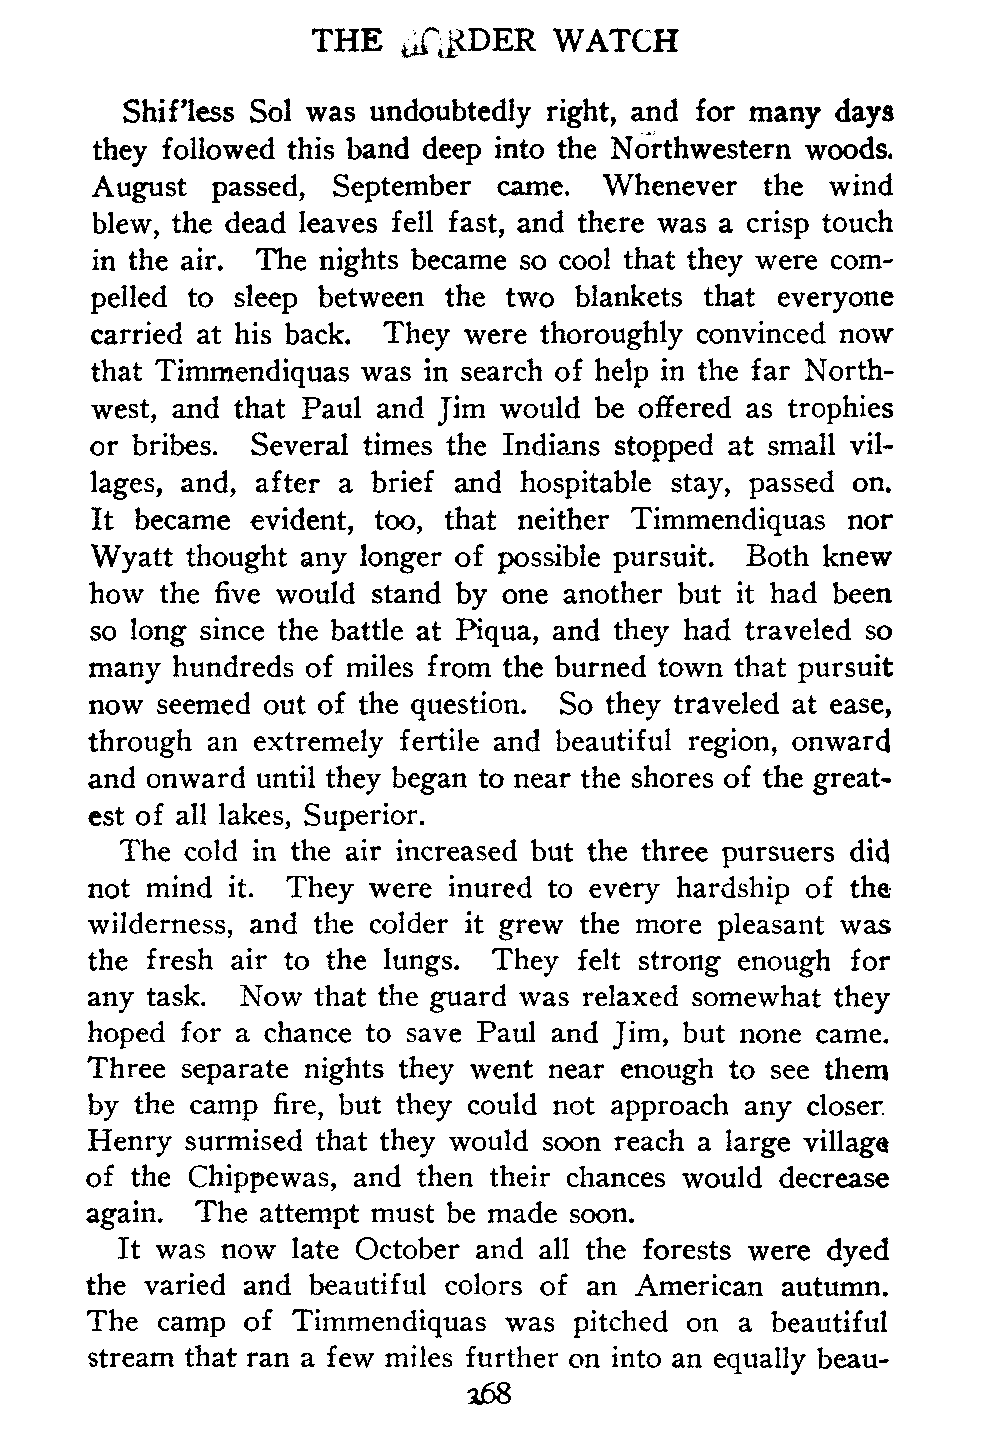 THE BORDER WATCH
Shif'less Sol was undoubtedly right, and for many days
they followed this band deep into the Northwestern woods.
August passed, September came. Whenever the wind
blew, the dead leaves fell fast, and there was a crisp touch
in the air. The nights became so cool that they were com-
pelled to sleep between the two blankets that everyone
carried at his back. They were thoroughly convinced now
that Timmendiquas was in search of help in the far North-
west, and that Paul and Jim would be offered as trophies
or bribes. Several times the Indians stopped at small vil-
lages, and, after a brief and hospitable stay, passed on.
It became evident, too, that neither Timmendiquas nor
Wyatt thought any longer of possible pursuit. Both knew
how the five would stand by one another but it had been
so long since the battle at Piqua, and they had traveled so
many hundreds of miles from the burned town that pursuit
now seemed out of the question. So they traveled at ease,
through an extremely fertile and beautiful region, onward
and onward until they began to near the shores of the great-
est of all lakes, Superior.
The cold in the air increased but the three pursuers did
not mind it. They were inured to every hardship of the
wilderness, and the colder it grew the more pleasant was
the fresh air to the lungs. They felt strong enough for
any task. Now that the guard was relaxed somewhat they
hoped for a chance to save Paul and Jim, but none came.
Three separate nights they went near enough to see them
by the camp fire, but they could not approach any closer.
Henry surmised that they would soon reach a large village
of the Chippewas, and then their chances would decrease
again. The attempt must be made soon.
It was now late October and all the forests were dyed
the varied and beautiful colors of an American autumn.
The camp of Timmendiquas was pitched on a beautiful
stream that ran a few miles further on into an equally beau-
268